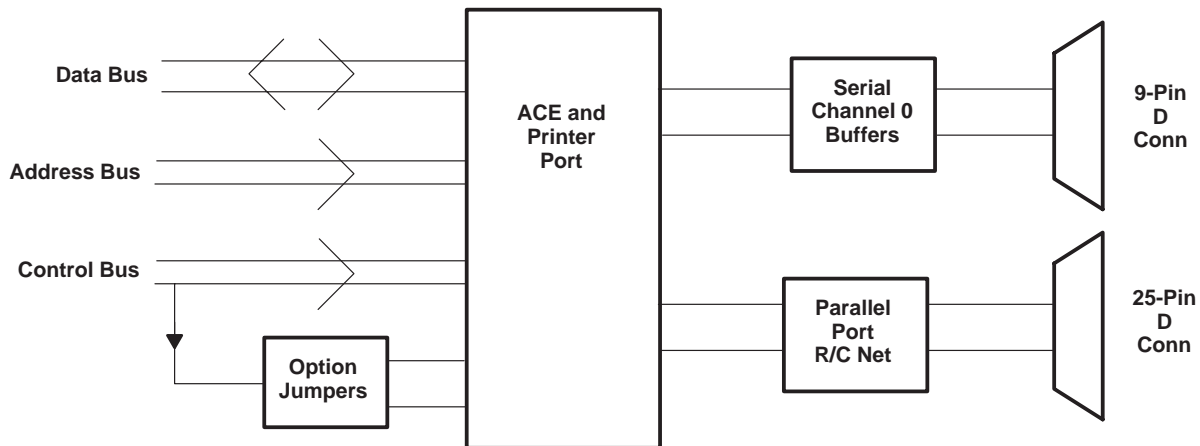 Data Bus
Address Bus
Control Bus
Option
Jumpers
ACE and
Printer
Port
Serial
Channel 0
Buffers
9-Pin
D
Conn
Parallel
Port
R/C Net
25-Pin
D
Conn